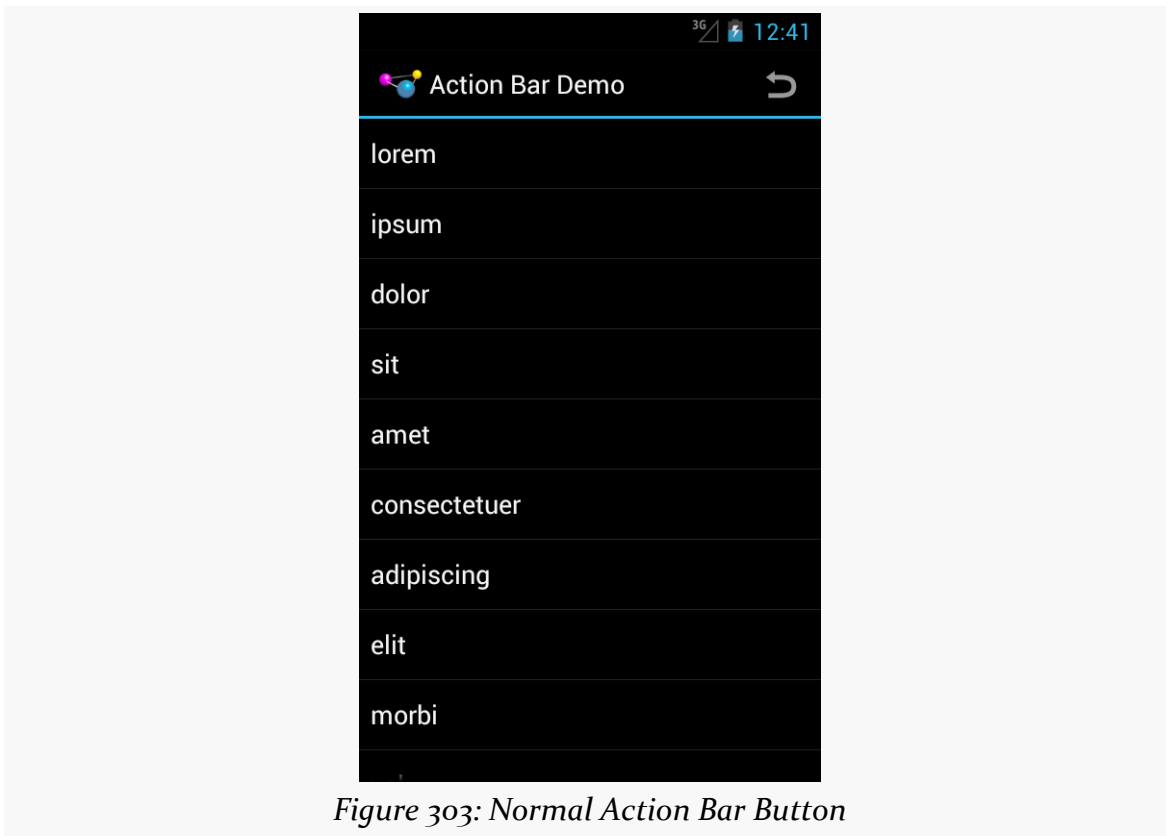 3G 12:41
Action Bar Demo
lorem
ipsum
dolor
sit
amet
consectetuer
adipiscing
elit
morbi
Figure 303: Normal Action Bar Button